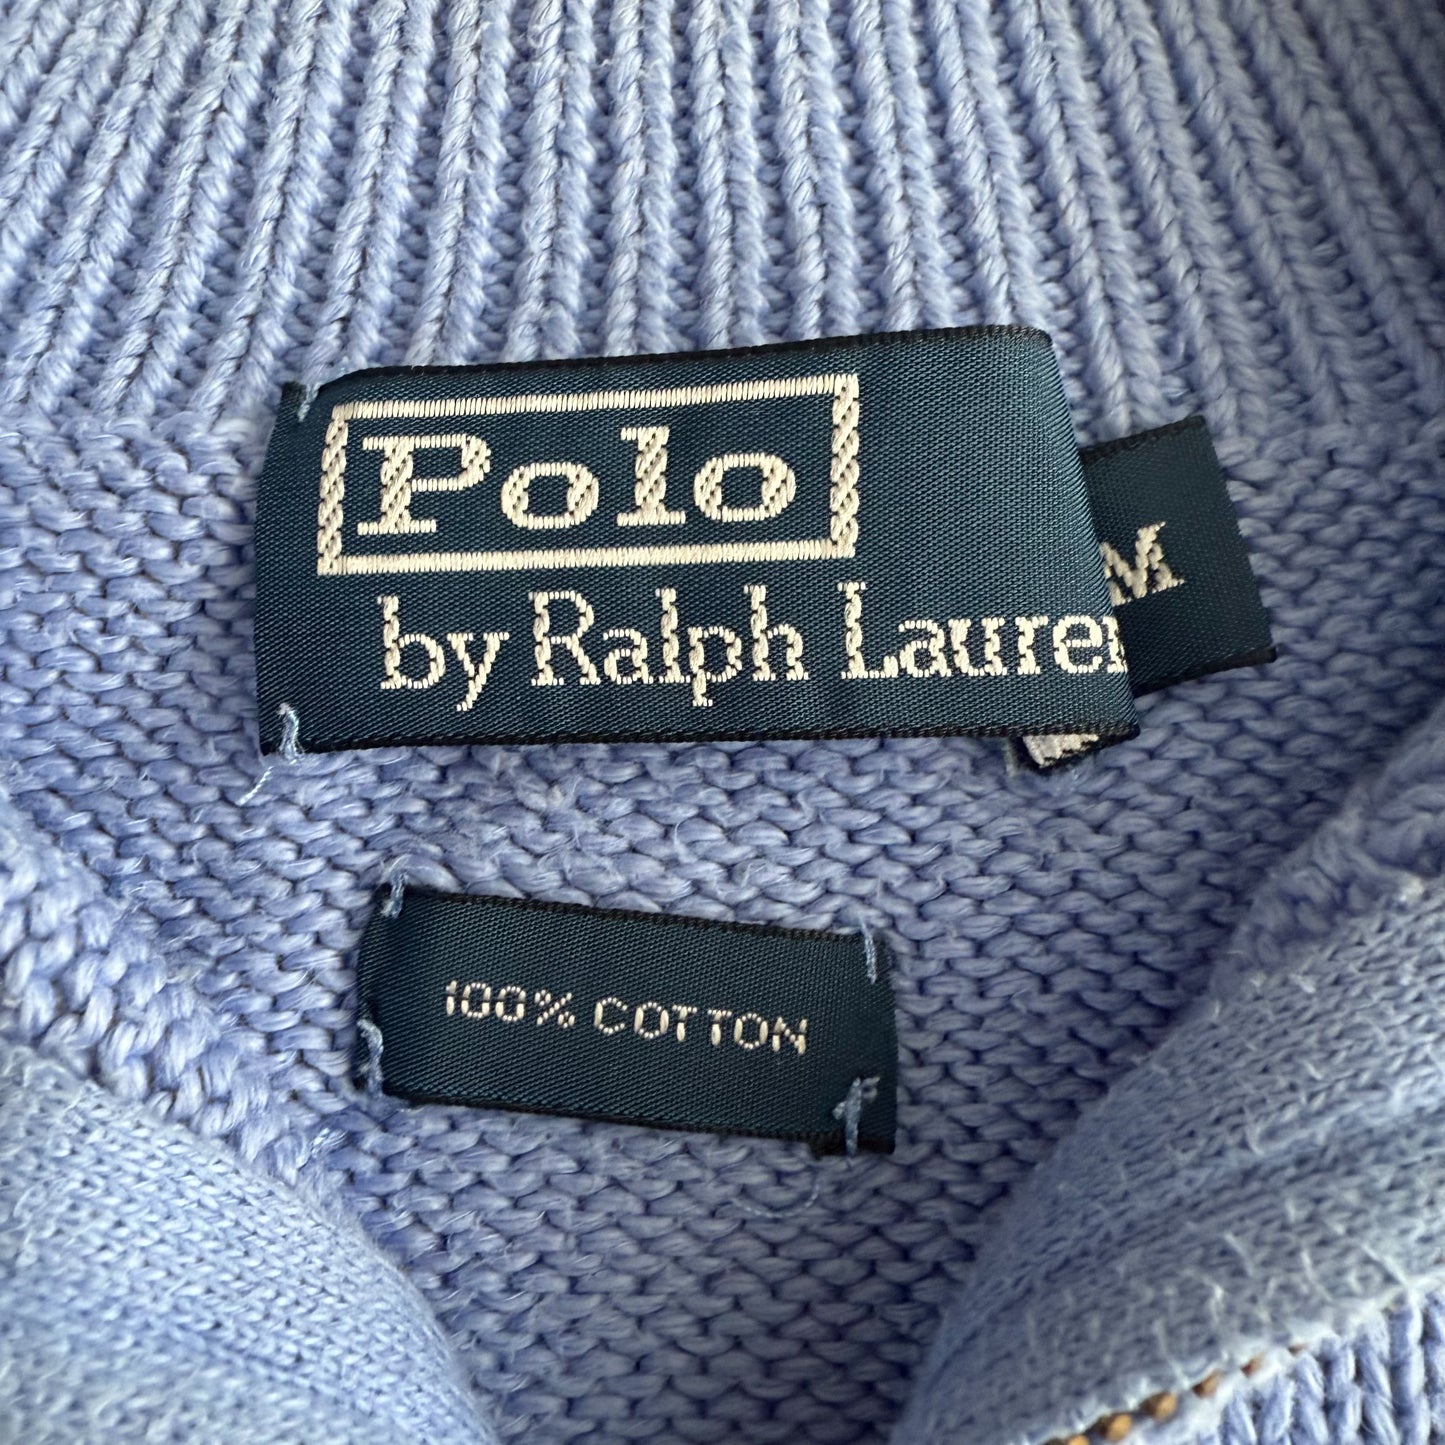 Polo
by Ralph Lauren
M
100% COTTON